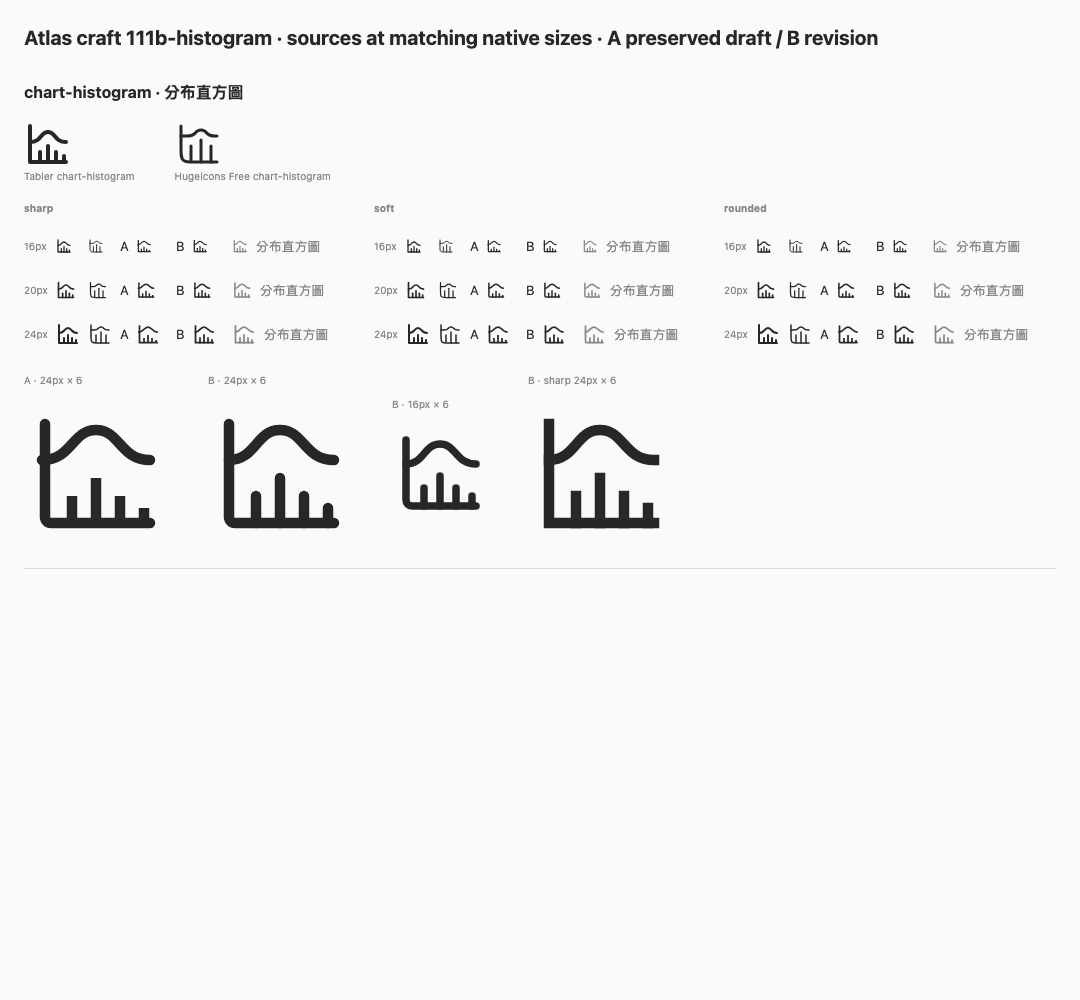 Atlas craft 111b-histogram · sources at matching native sizes · A preserved draft / B revision
chart-histogram · 分布直方圖
Tabler chart-histogram
HugeIcons Free chart-histogram
sharp
soft
rounded
16px A B 分布直方圖
16px A B 分布直方圖
16px A B 分布直方圖
20px A B 分布直方圖
20px A B 分布直方圖
20px A B 分布直方圖
24px A B 分布直方圖
24px A B 分布直方圖
24px A B 分布直方圖
A · 24px × 6
B · 24px × 6
B · 16px × 6
B · sharp 24px × 6